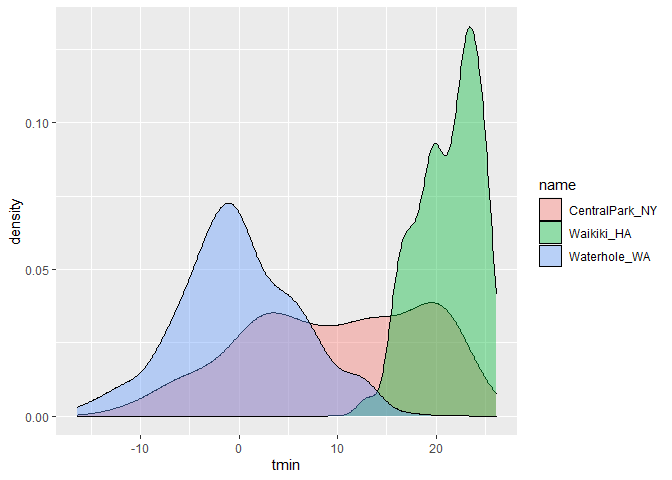 0.10
0.05
0.00
density
-10
0
10
20
tmin
name
CentralPark_NY
Waikiki_HA
Waterhole_WA